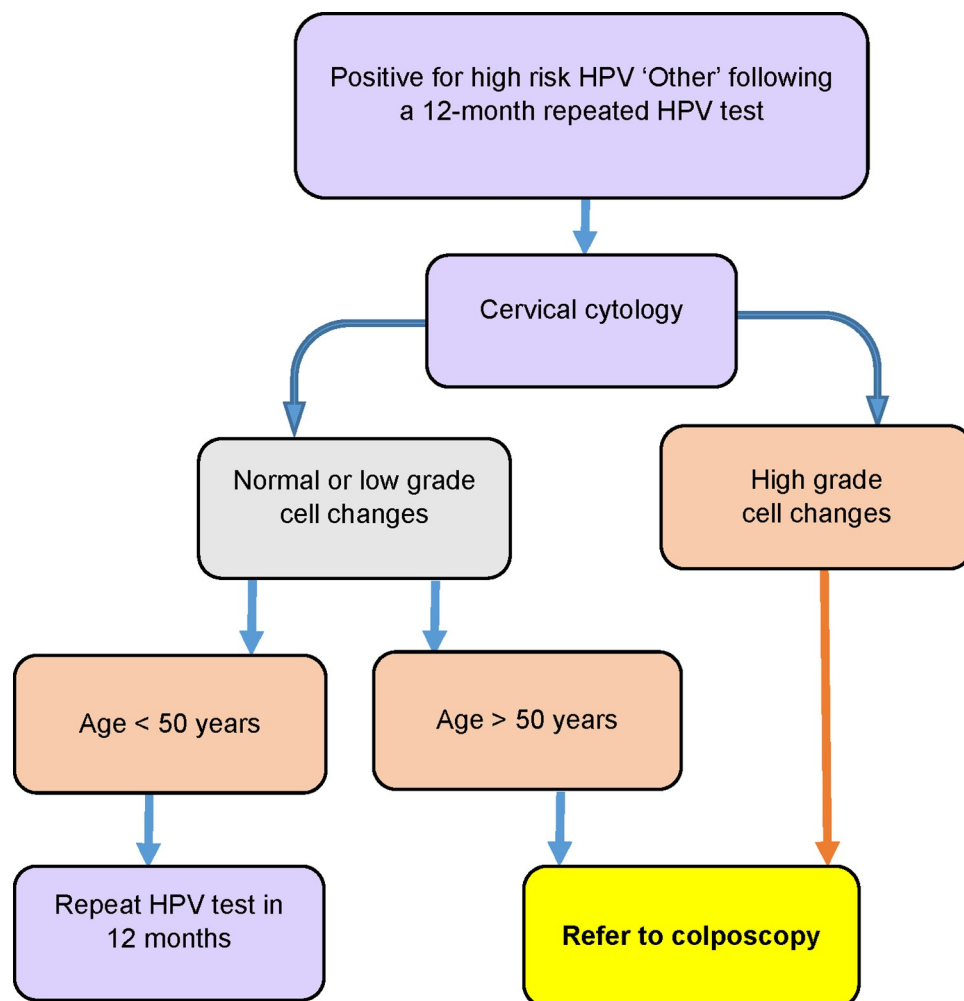 Positive for high risk HPV ‘Other’ following
a 12-month repeated HPV test
Cervical cytology
Normal or low grade
cell changes
High grade
cell changes
Age < 50 years
Age > 50 years
Repeat HPV test in
12 months
Refer to colposcopy